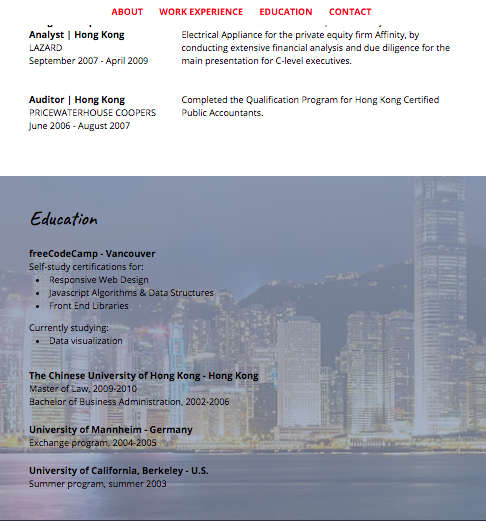 ABOUT WORK EXPERIENCE EDUCATION CONTACT
Analyst | Hong Kong
LAZARD
September 2007 - April 2009
Electrical Appliance for the private equity firm Affinity, by
conducting extensive financial analysis and due diligence for the
main presentation for C-level executives.
Auditor | Hong Kong
PRICEWATERHOUSE COOPERS
June 2006 - August 2007
Completed the Qualification Program for Hong Kong Certified
Public Accountants.
Education
freeCodeCamp - Vancouver
Self-study certifications for:
• Responsive Web Design
• Javascript Algorithms & Data Structures
• Front End Libraries
Currently studying:
• Data visualization
The Chinese University of Hong Kong - Hong Kong
Master of Law, 2009-2010
Bachelor of Business Administration, 2002-2006
University of Mannheim - Germany
Exchange program, 2004-2005
University of California, Berkeley - U.S.
Summer program, summer 2003